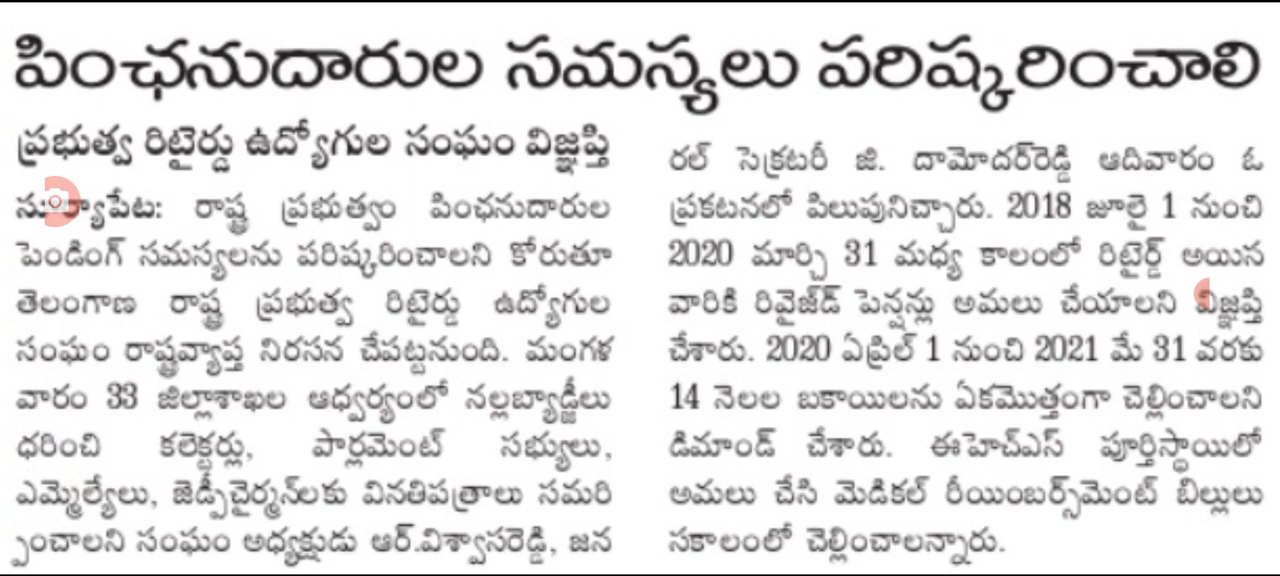 పింఛనుదారుల సమస్యలు పరిష్కరించాలి
ప్రభుత్వ రిటైర్డు ఉద్యోగుల సంఘం విజ్ఞప్తి
సూర్యాపేట: రాష్ట్ర ప్రభుత్వం పింఛనుదారుల
పెండింగ్ సమస్యలను పరిష్కరించాలని కోరుతూ
తెలంగాణ రాష్ట్ర ప్రభుత్వ రిటైర్డు ఉద్యోగుల
సంఘం రాష్ట్రవ్యాప్త నిరసన చేపట్టనుంది. మంగళ
వారం 33 జిల్లాశాఖల ఆధ్వర్యంలో నల్లబ్యాడ్జీలు
ధరించి కలెక్టర్లు, పార్లమెంట్ సభ్యులు,
ఎమ్మెల్యేలు, జెడ్పీచైర్మన్‌లకు వినతిపత్రాలు సమరి
్పంచాలని సంఘం అధ్యక్షుడు ఆర్.విశ్వాసరెడ్డి, జన
రల్ సెక్రటరీ జి. దామోదర్‌రెడ్డి ఆదివారం ఓ
ప్రకటనలో పిలుపునిచ్చారు. 2018 జూలై 1 నుంచి
2020 మార్చి 31 మధ్య కాలంలో రిటైర్డ్ అయిన
వారికి రివైజ్‌డ్ పెన్షన్లు అమలు చేయాలని విజ్ఞప్తి
చేశారు. 2020 ఏప్రిల్ 1 నుంచి 2021 మే 31 వరకు
14 నెలల బకాయిలను ఏకమొత్తంగా చెల్లించాలని
డిమాండ్ చేశారు. ఈహెచ్ఎస్ పూర్తిస్థాయిలో
అమలు చేసి మెడికల్ రీయింబర్స్‌మెంట్ బిల్లులు
సకాలంలో చెల్లించాలన్నారు.